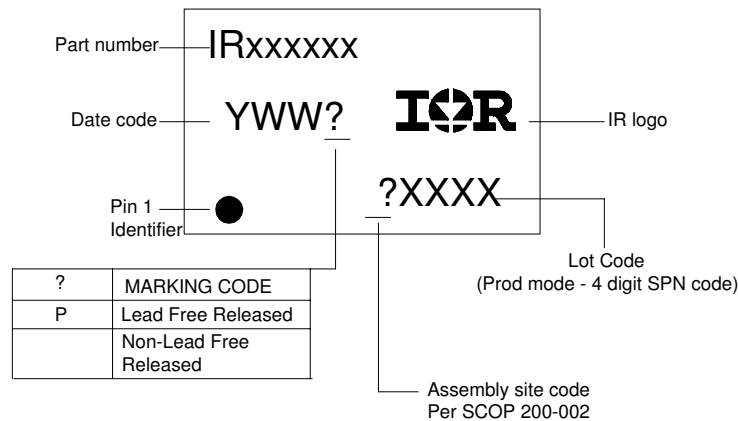 Part number
IRxxxxxx
Date code
YWW?
IOR
IR logo
?XXXX
Pin 1
Identifier
Lot Code
(Prod mode - 4 digit SPN code)
? MARKING CODE
P Lead Free Released
Non-Lead Free
Released
Assembly site code
Per SCOP 200-002